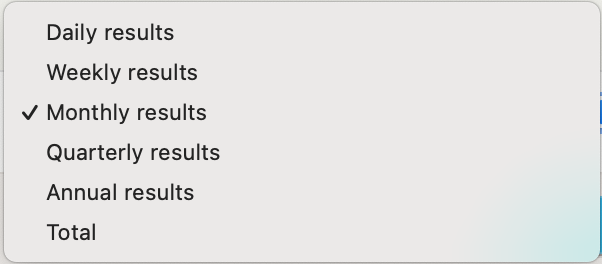 Daily results
Weekly results
✓ Monthly results
Quarterly results
Annual results
Total